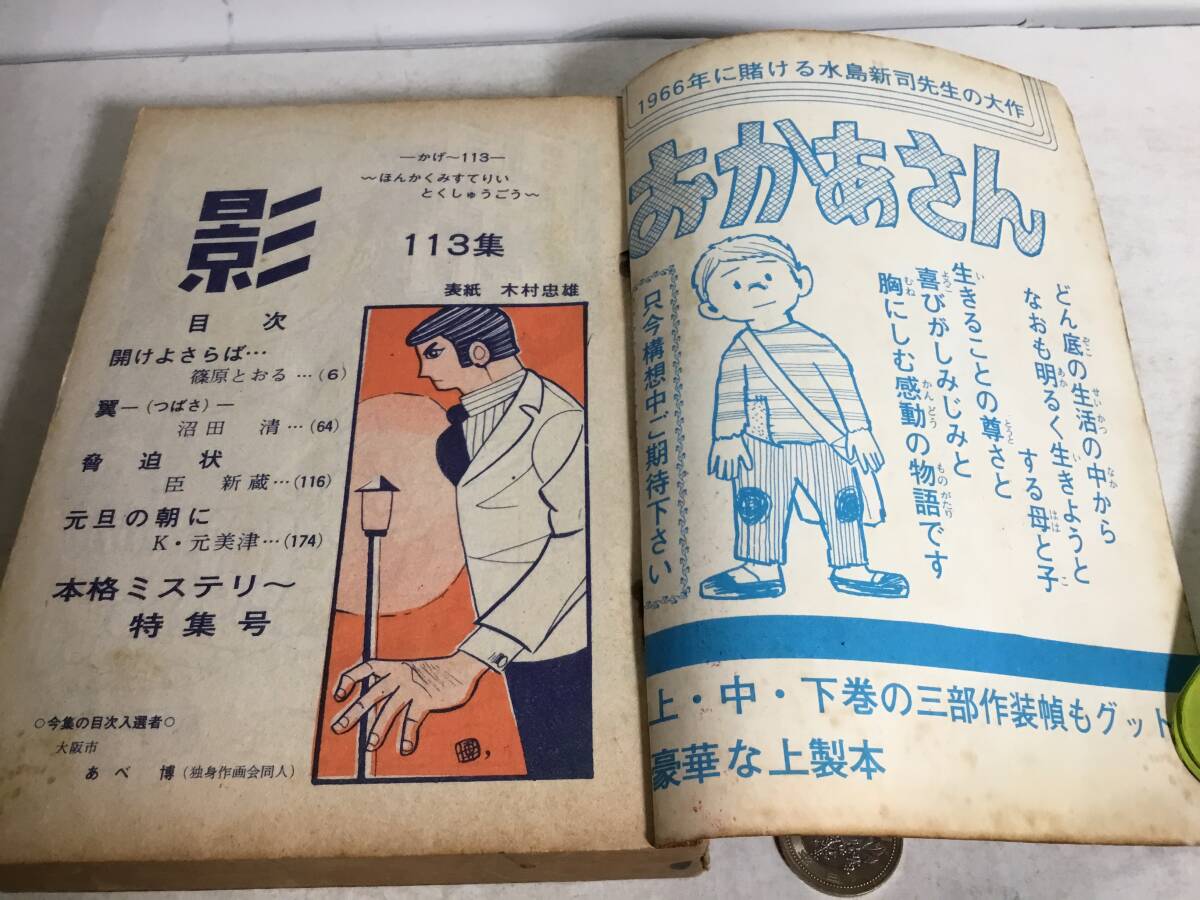 ―かげ～113―
～ほんかくみすてりい
とくしゅうごう～
影
113集
表紙 木村忠雄
目次
開けよさらば…
篠原とおる…(6)
翼―(つばさ)―
沼田 清…(64)
脅迫状
臣 新蔵…(116)
元旦の朝に
K・元美津…(174)
本格ミステリ～
特集号
○今集の目次入選者○
大阪市
あべ 博(独身作画会同人)
1966年に賭ける水島新司先生の大作
おかあさん
どん底の生活の中から
なおも明るく生きようと
する母と子
生きることの尊さと
喜びがしみじみと
胸にしむ感動の物語です
只今構想中ご期待下さい
上・中・下巻の三部作装幀もグット
豪華な上製本